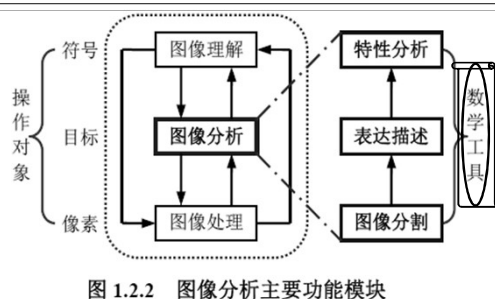 操作对象
符号
目标
像素
图像理解
图像分析
图像处理
特性分析
表达描述
图像分割
数学工具
图 1.2.2 图像分析主要功能模块